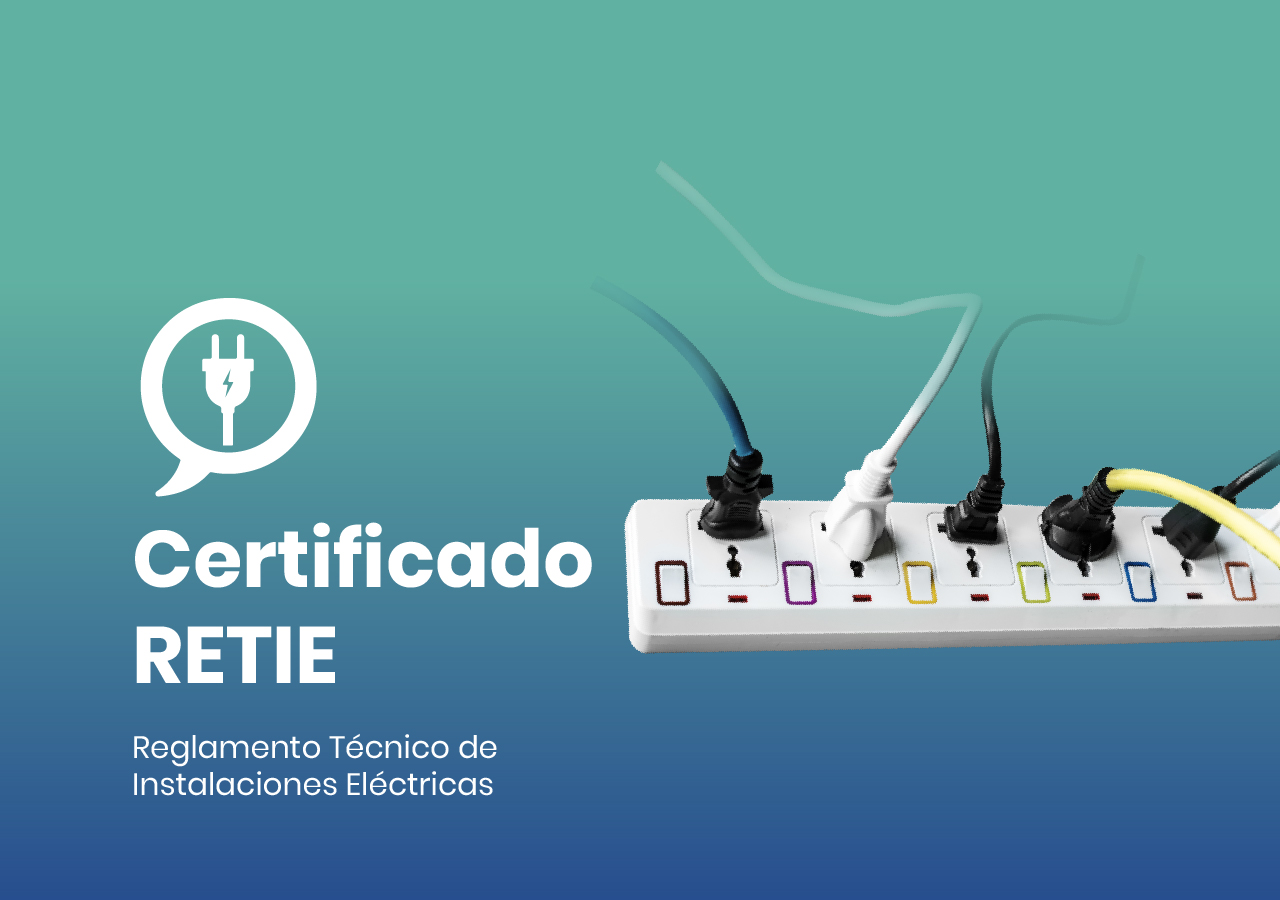 Certificado
RETIE
Reglamento Técnico de
Instalaciones Eléctricas